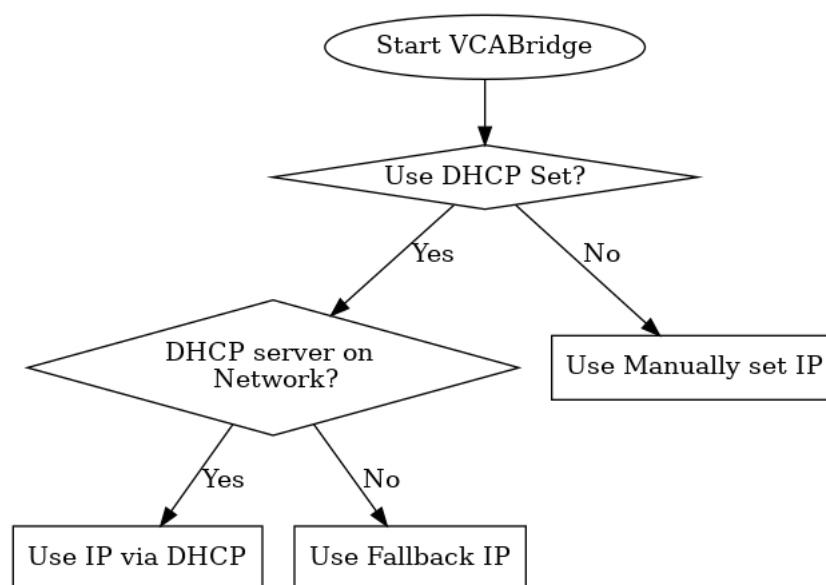 Start VCABridge
Use DHCP Set?
Yes
No
DHCP server on
Network?
Use Manually set IP
Yes
No
Use IP via DHCP
Use Fallback IP